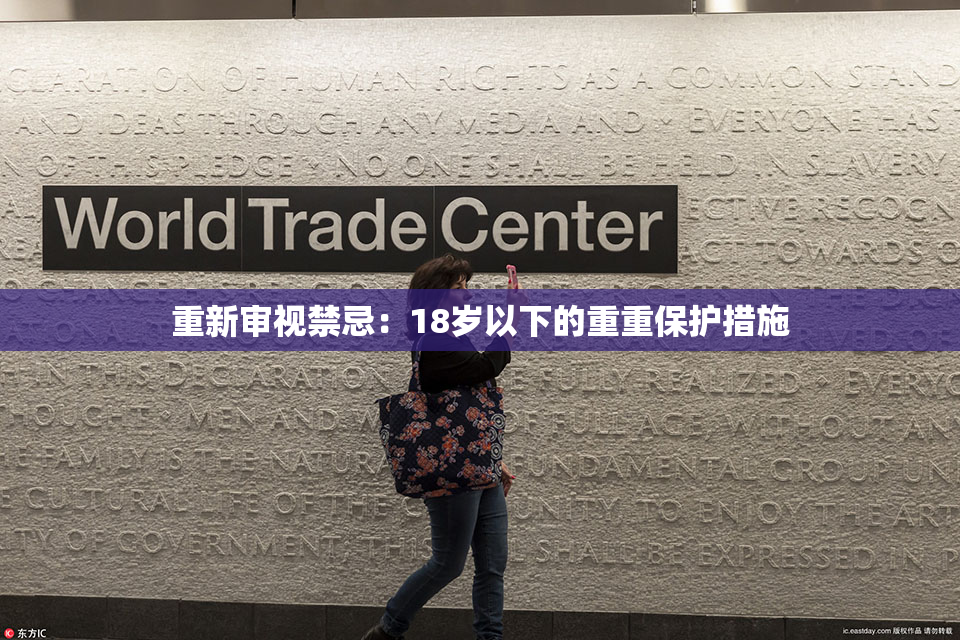 CLARATION OF HUMAN RIGHTS AS A COMMON STAND
AND IDEAS THROUGH ANY MEDIA AND • EVERYONE HAS T
N OF THIS PLEDGE • NO ONE SHALL BE HELD IN SLAVERY
World Trade Center
ECTIVE RECOGN
ACT TOWARDS O
重新审视禁忌：18岁以下的重重保护措施
H IN THIS DECLARATION
FULLY REALIZED • EVERYO
THOUGHT • MEN AND
OF FULL AGE, WITHO
E FAMILY IS THE NATURA
FUNDAMENTAL GROUP
E CULTURAL LIFE OF THE
UNITY, TO ENJOY THE ART
TY OF GOVERNMENT; THIS
SHALL BE EXPRESSED IN P
东方IC
ic.eastday.com 版权作品 请勿转载